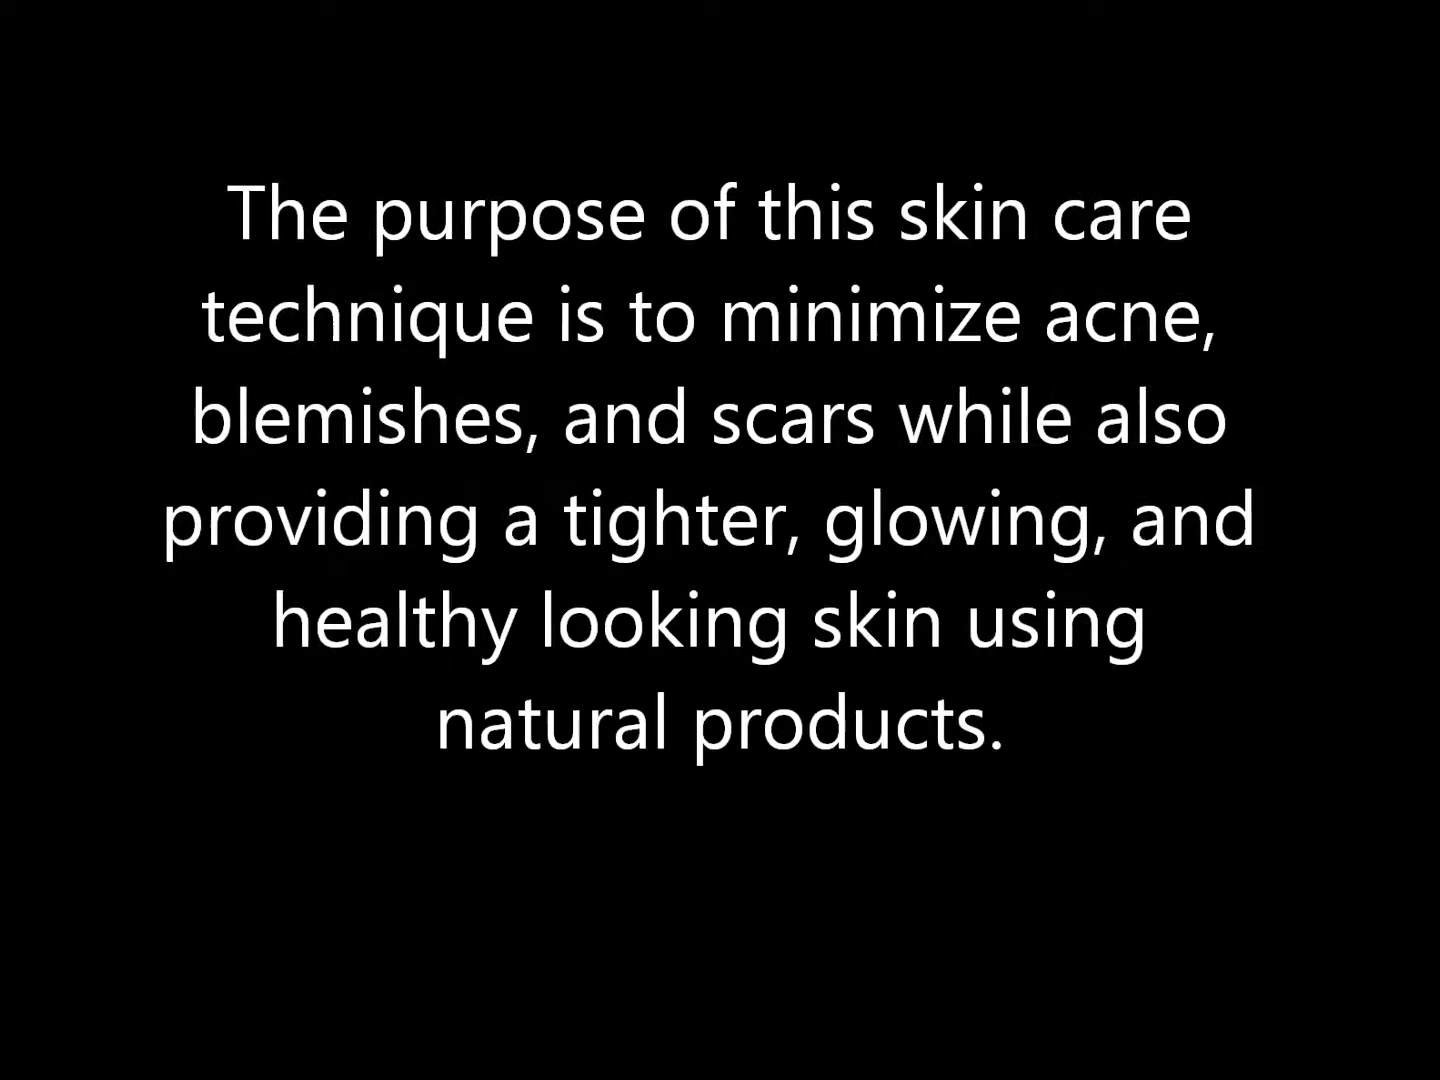 The purpose of this skin care
technique is to minimize acne,
blemishes, and scars while also
providing a tighter, glowing, and
healthy looking skin using
natural products.